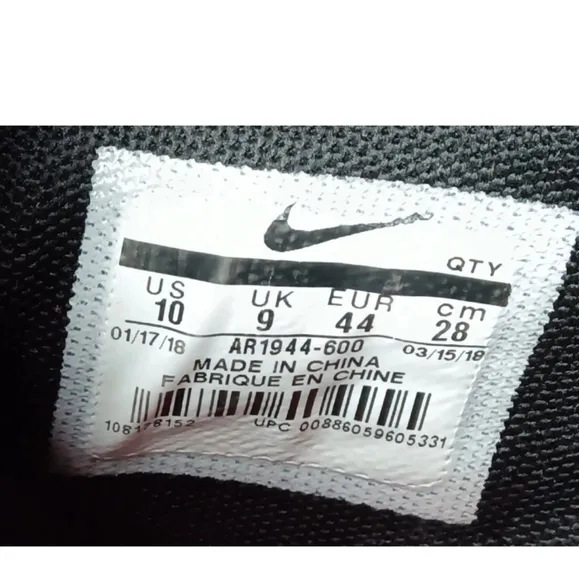 QTY
US UK EUR cm
10 9 44 28
01/17/18 AR1944-600 03/15/18
MADE IN CHINA
FABRIQUE EN CHINE
108178152 UPC 00886059605331